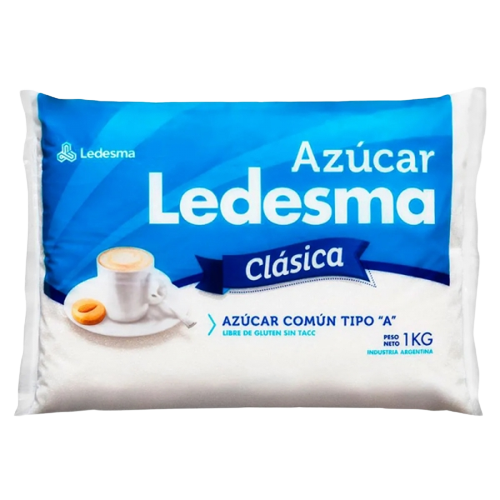 Ledesma
Azúcar
Ledesma
Clásica
AZÚCAR COMÚN TIPO "A"
LIBRE DE GLUTEN SIN TACC
PESO
NETO 1KG
INDUSTRIA ARGENTINA